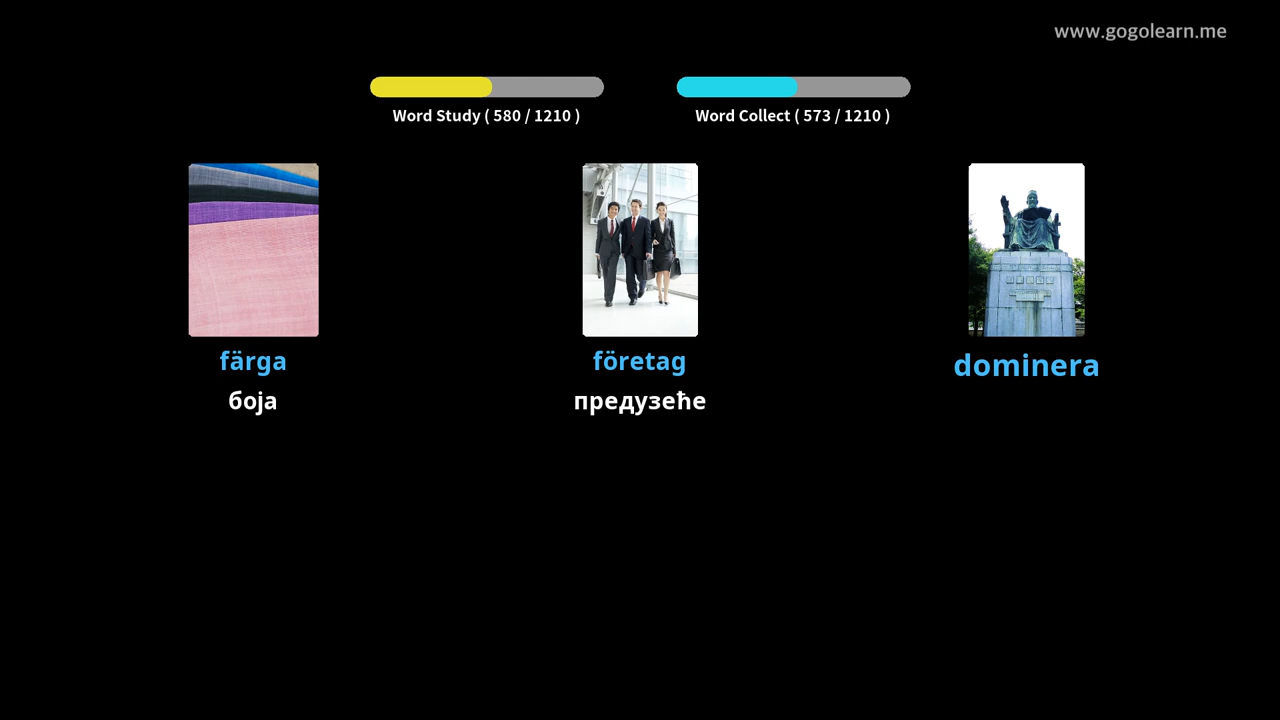 www.gogolearn.me
Word Study ( 580 / 1210 )
Word Collect ( 573 / 1210 )
färga
företag
dominera
боја
предузеће